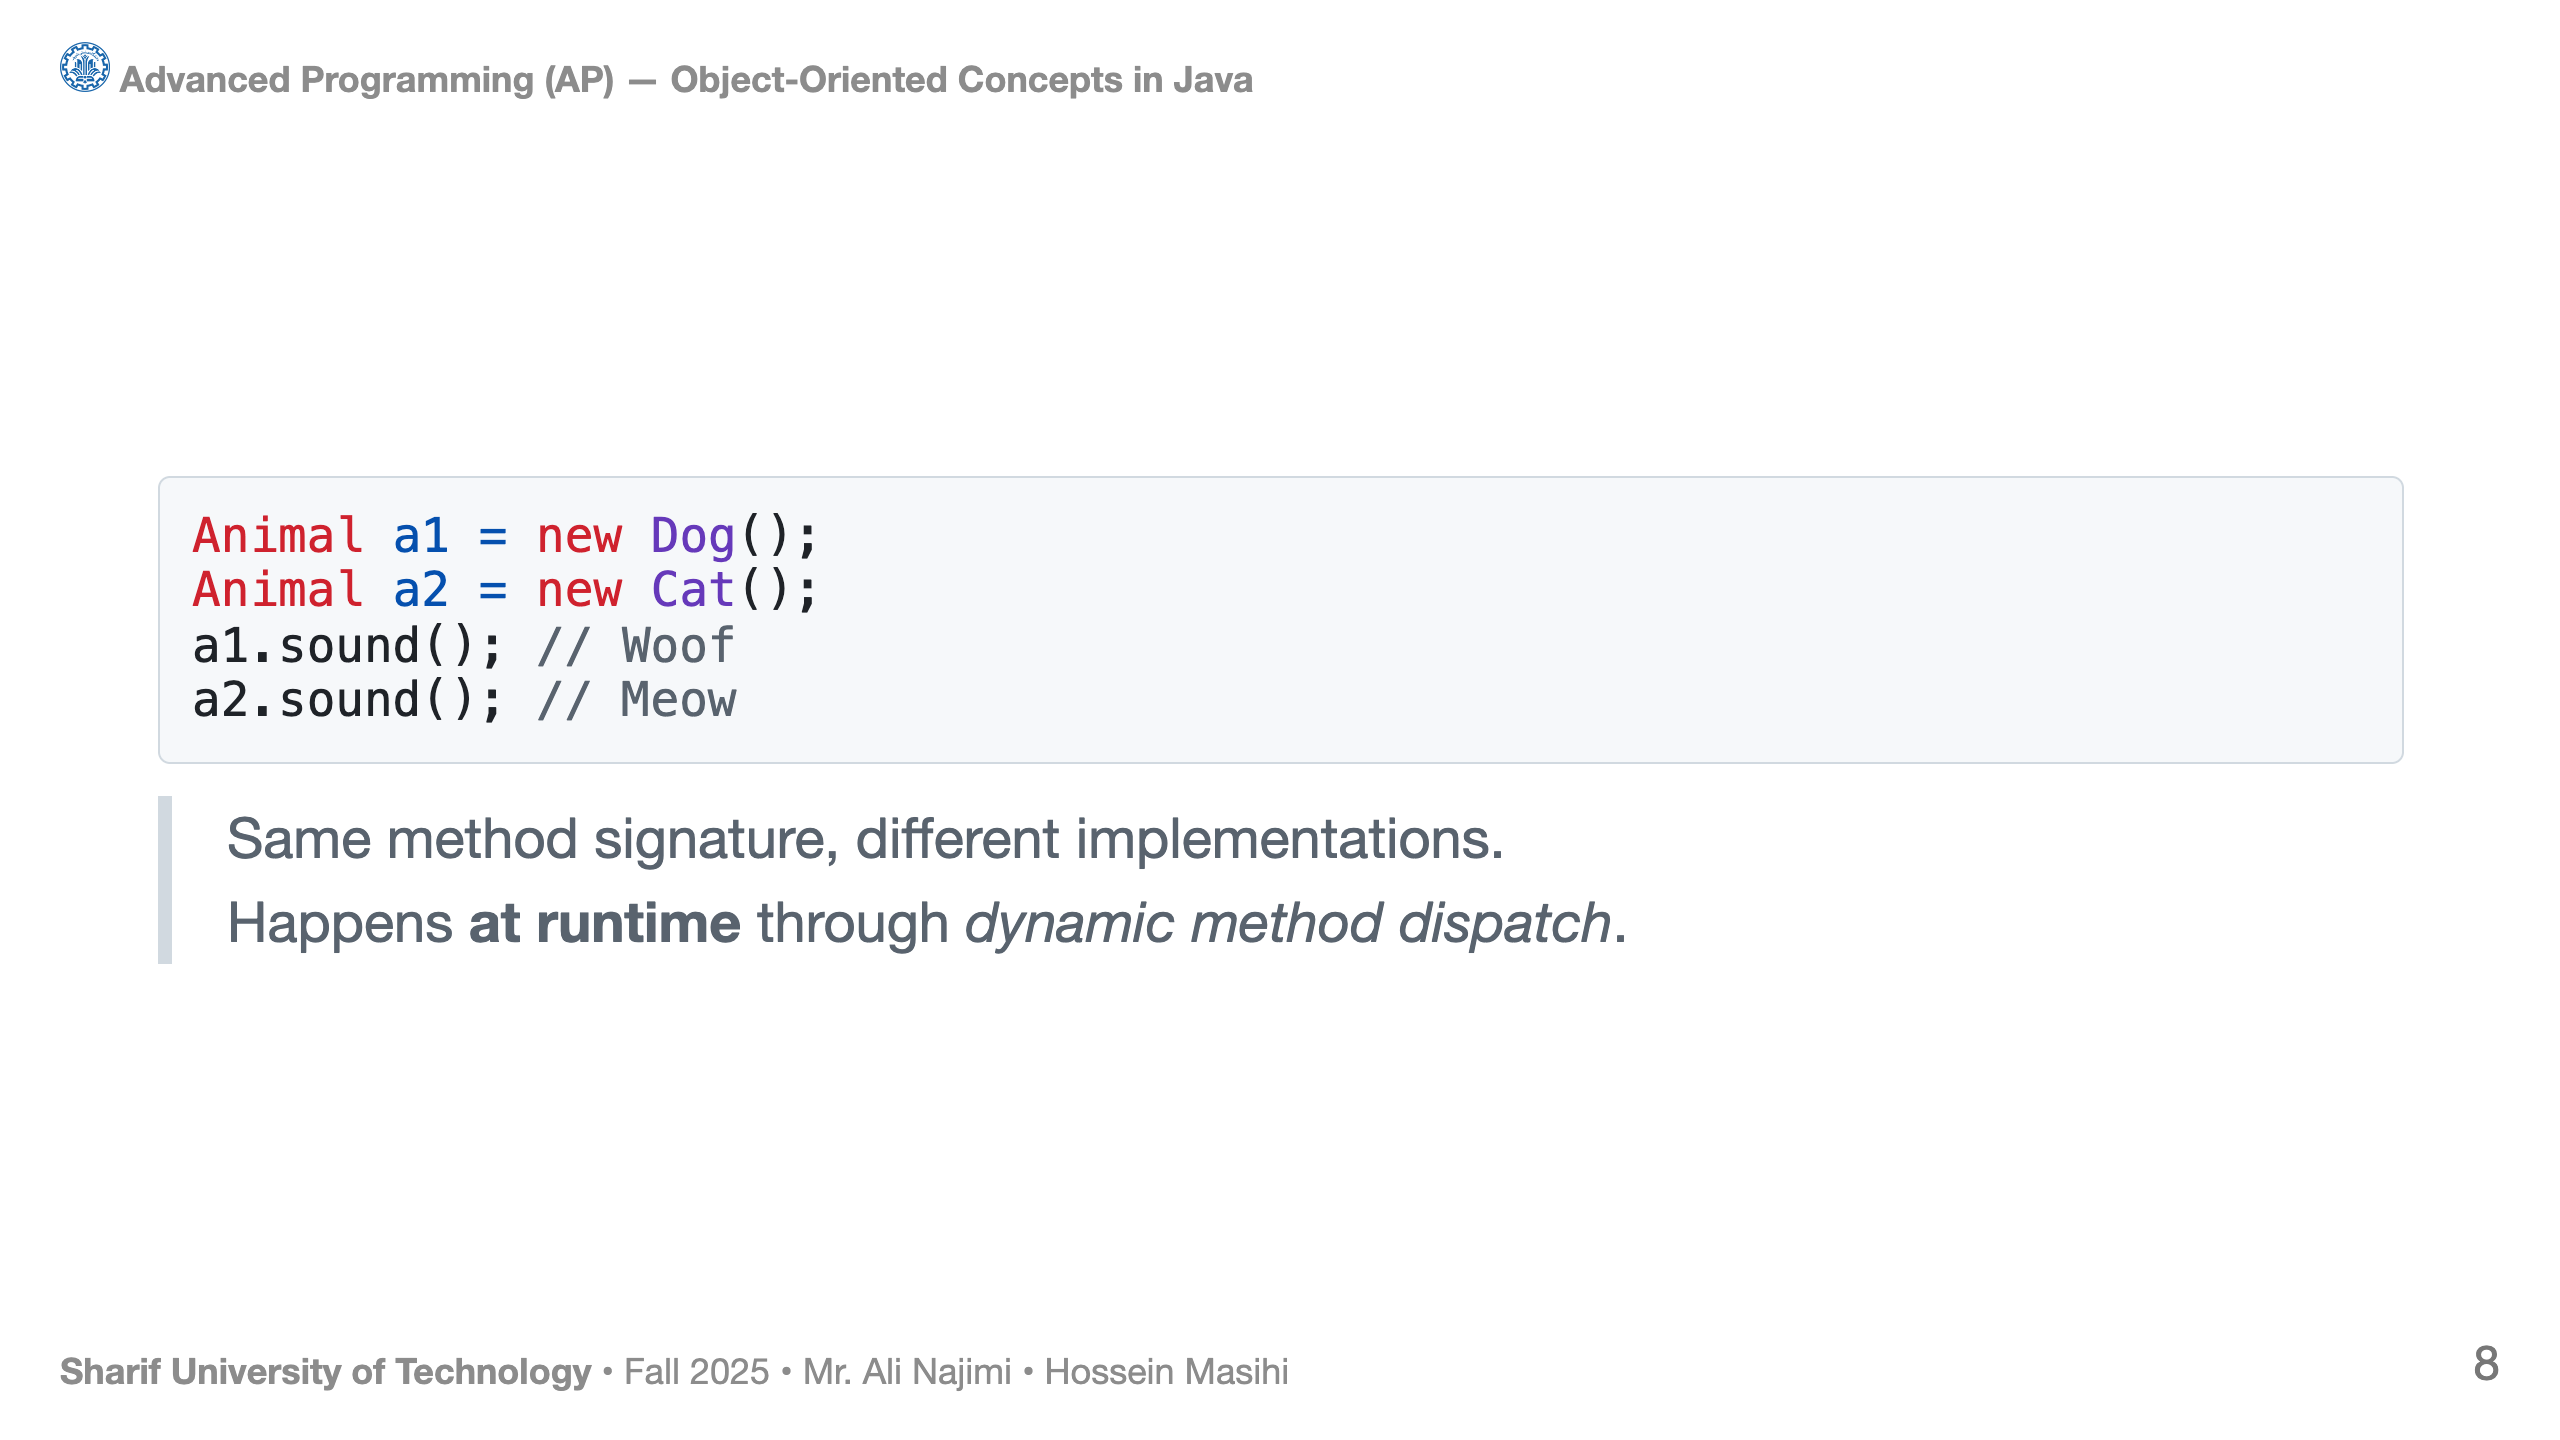 Advanced Programming (AP) — Object-Oriented Concepts in Java
Animal a1 = new Dog();
Animal a2 = new Cat();
a1.sound(); // Woof
a2.sound(); // Meow
Same method signature, different implementations.
Happens at runtime through dynamic method dispatch.
Sharif University of Technology • Fall 2025 • Mr. Ali Najimi • Hossein Masihi
8